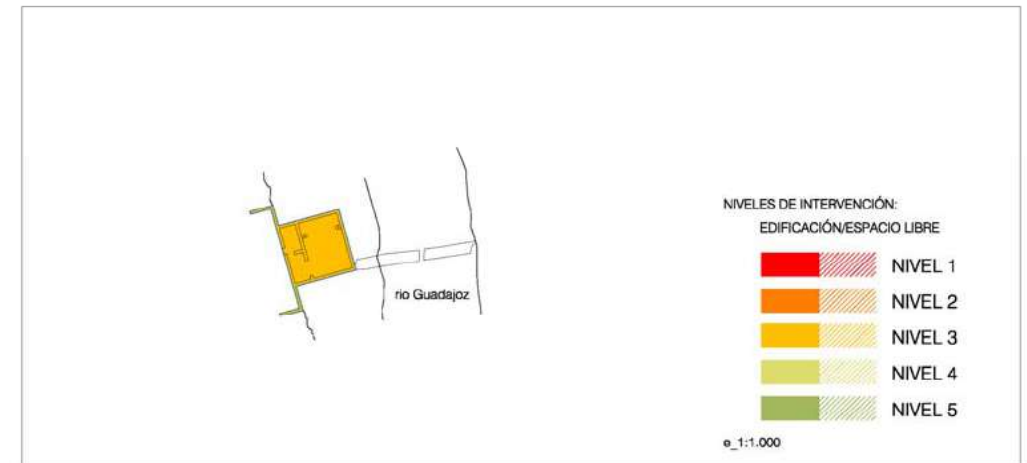 rio Guadajoz
NIVELES DE INTERVENCIÓN:
EDIFICACIÓN/ESPACIO LIBRE
NIVEL 1
NIVEL 2
NIVEL 3
NIVEL 4
NIVEL 5
e_1:1.000